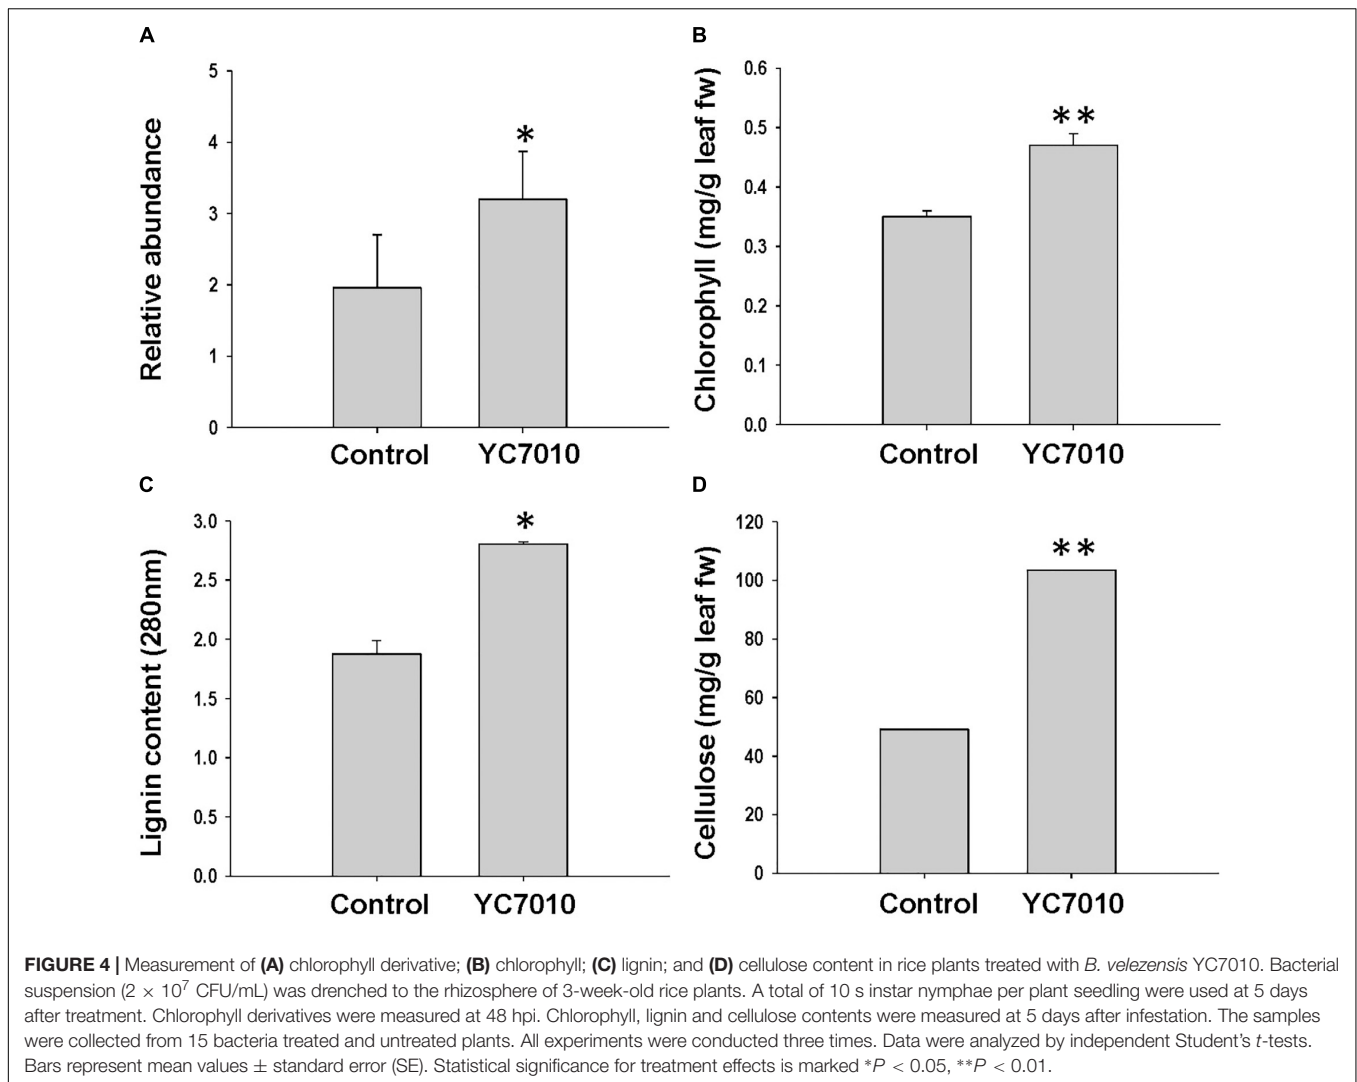 A
5
4
3
2
1
0
Relative abundance
*
Control YC7010
B
0.6
0.5
0.4
0.3
0.2
0.1
0.0
Chlorophyll (mg/g leaf fw)
**
Control YC7010
C
3.0
2.5
2.0
1.5
1.0
0.5
0.0
Lignin content (280nm)
*
Control YC7010
D
120
100
80
60
40
20
0
Cellulose (mg/g leaf fw)
**
Control YC7010
FIGURE 4 | Measurement of (A) chlorophyll derivative; (B) chlorophyll; (C) lignin; and (D) cellulose content in rice plants treated with B. velezensis YC7010. Bacterial
suspension (2 × 10⁷ CFU/mL) was drenched to the rhizosphere of 3-week-old rice plants. A total of 10 s instar nymphae per plant seedling were used at 5 days
after treatment. Chlorophyll derivatives were measured at 48 hpi. Chlorophyll, lignin and cellulose contents were measured at 5 days after infestation. The samples
were collected from 15 bacteria treated and untreated plants. All experiments were conducted three times. Data were analyzed by independent Student's t-tests.
Bars represent mean values ± standard error (SE). Statistical significance for treatment effects is marked *P < 0.05, **P < 0.01.